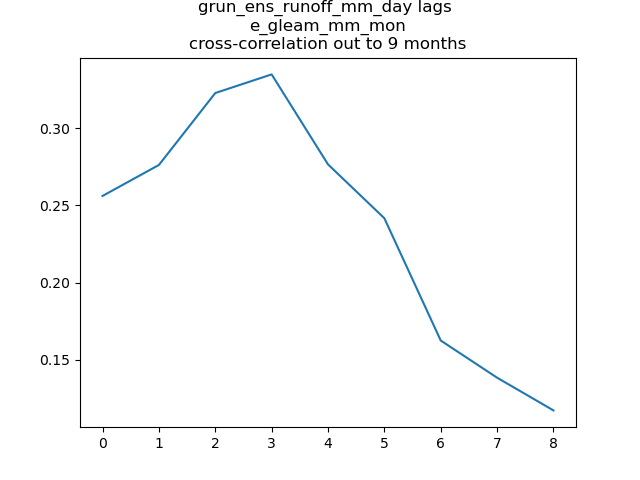 grun_ens_runoff_mm_day lags
e_gleam_mm_mon
cross-correlation out to 9 months
0.30
0.25
0.20
0.15
0 1 2 3 4 5 6 7 8